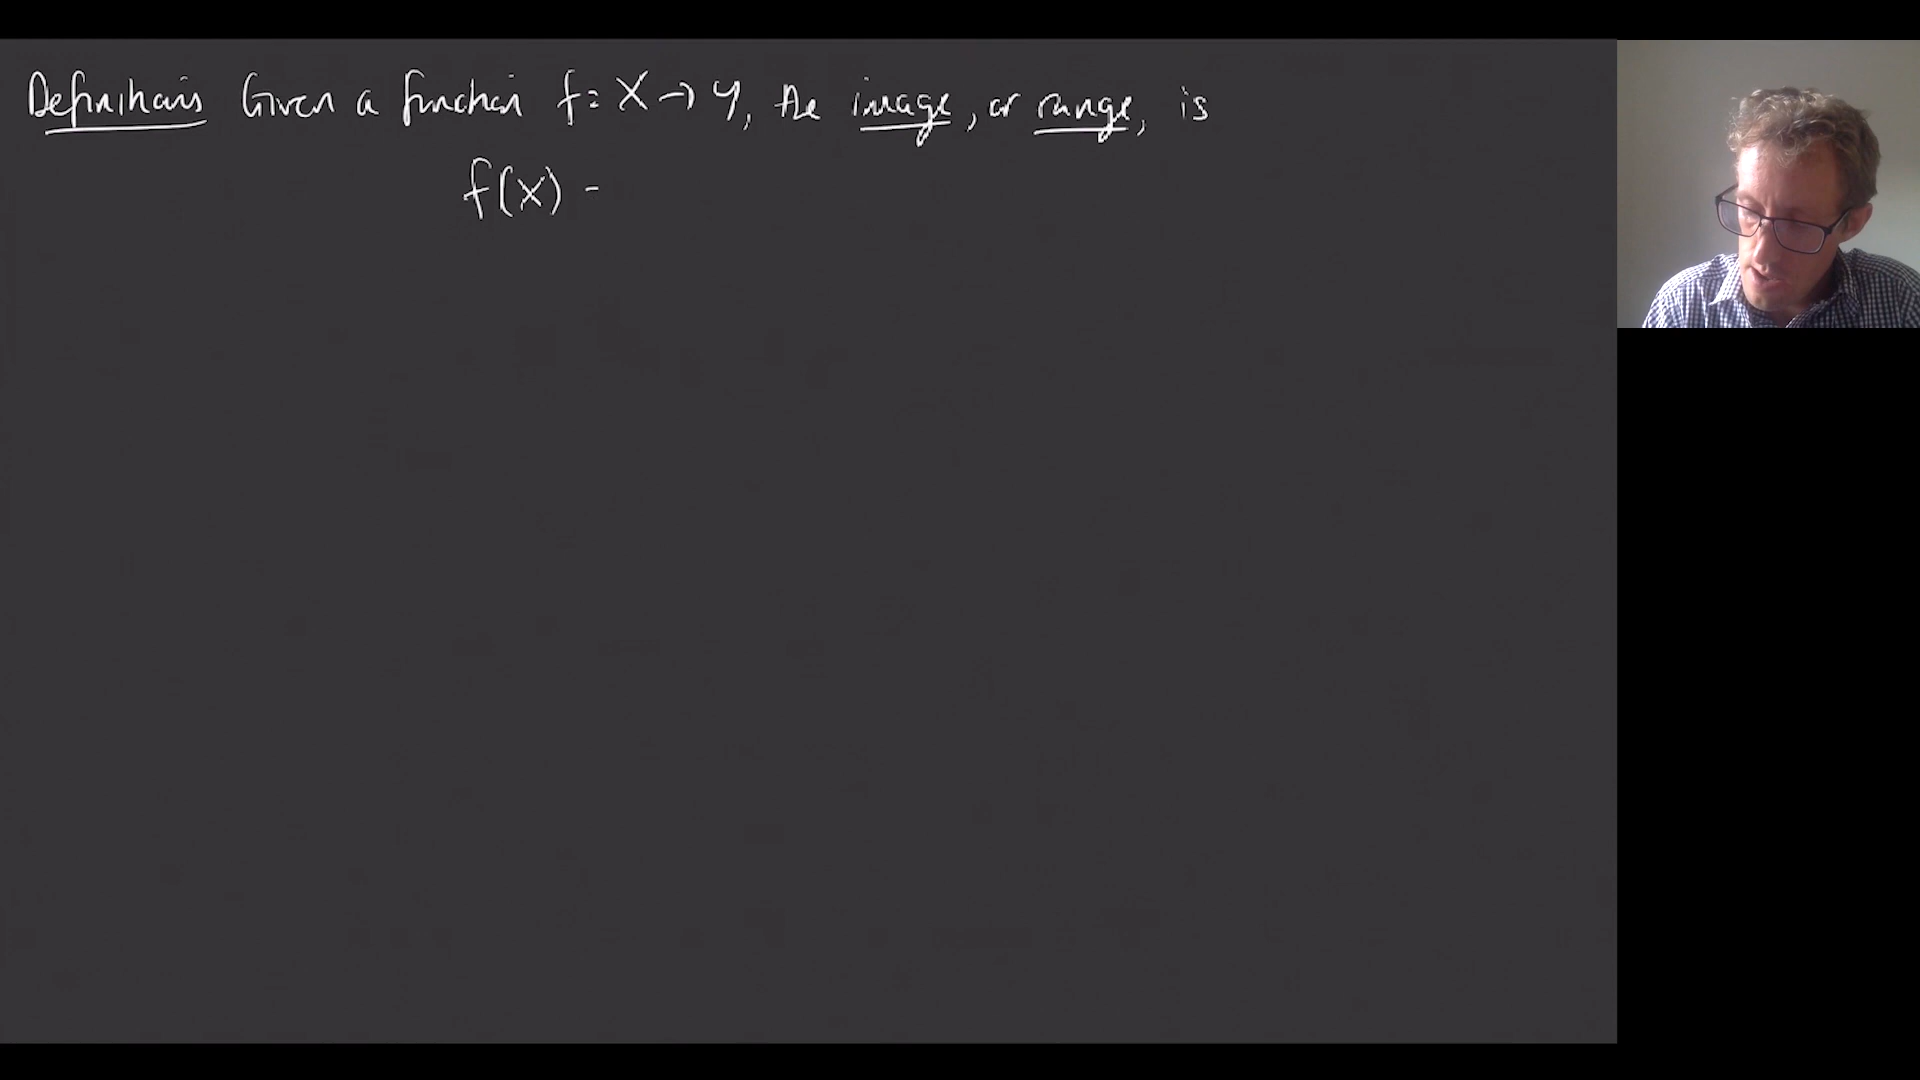 Definitions Given a function f: X → Y, the image, or range, is
f(X) =